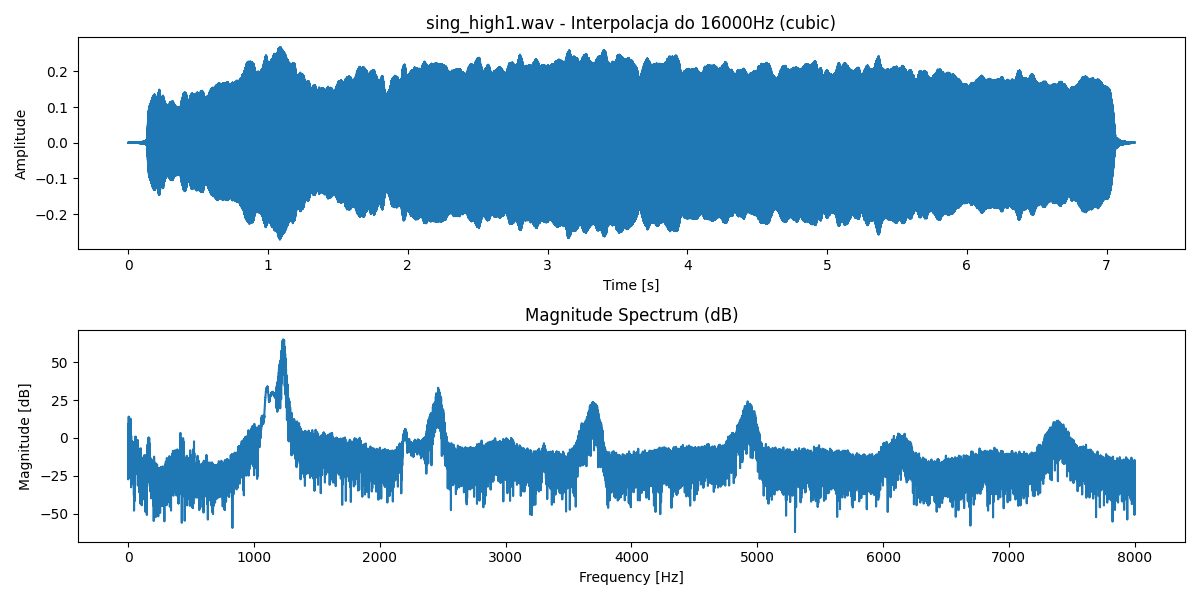 sing_high1.wav - Interpolacja do 16000Hz (cubic)
Amplitude
0.2
0.1
0.0
−0.1
−0.2
0 1 2 3 4 5 6 7
Time [s]
Magnitude Spectrum (dB)
Magnitude [dB]
50
25
0
−25
−50
0 1000 2000 3000 4000 5000 6000 7000 8000
Frequency [Hz]